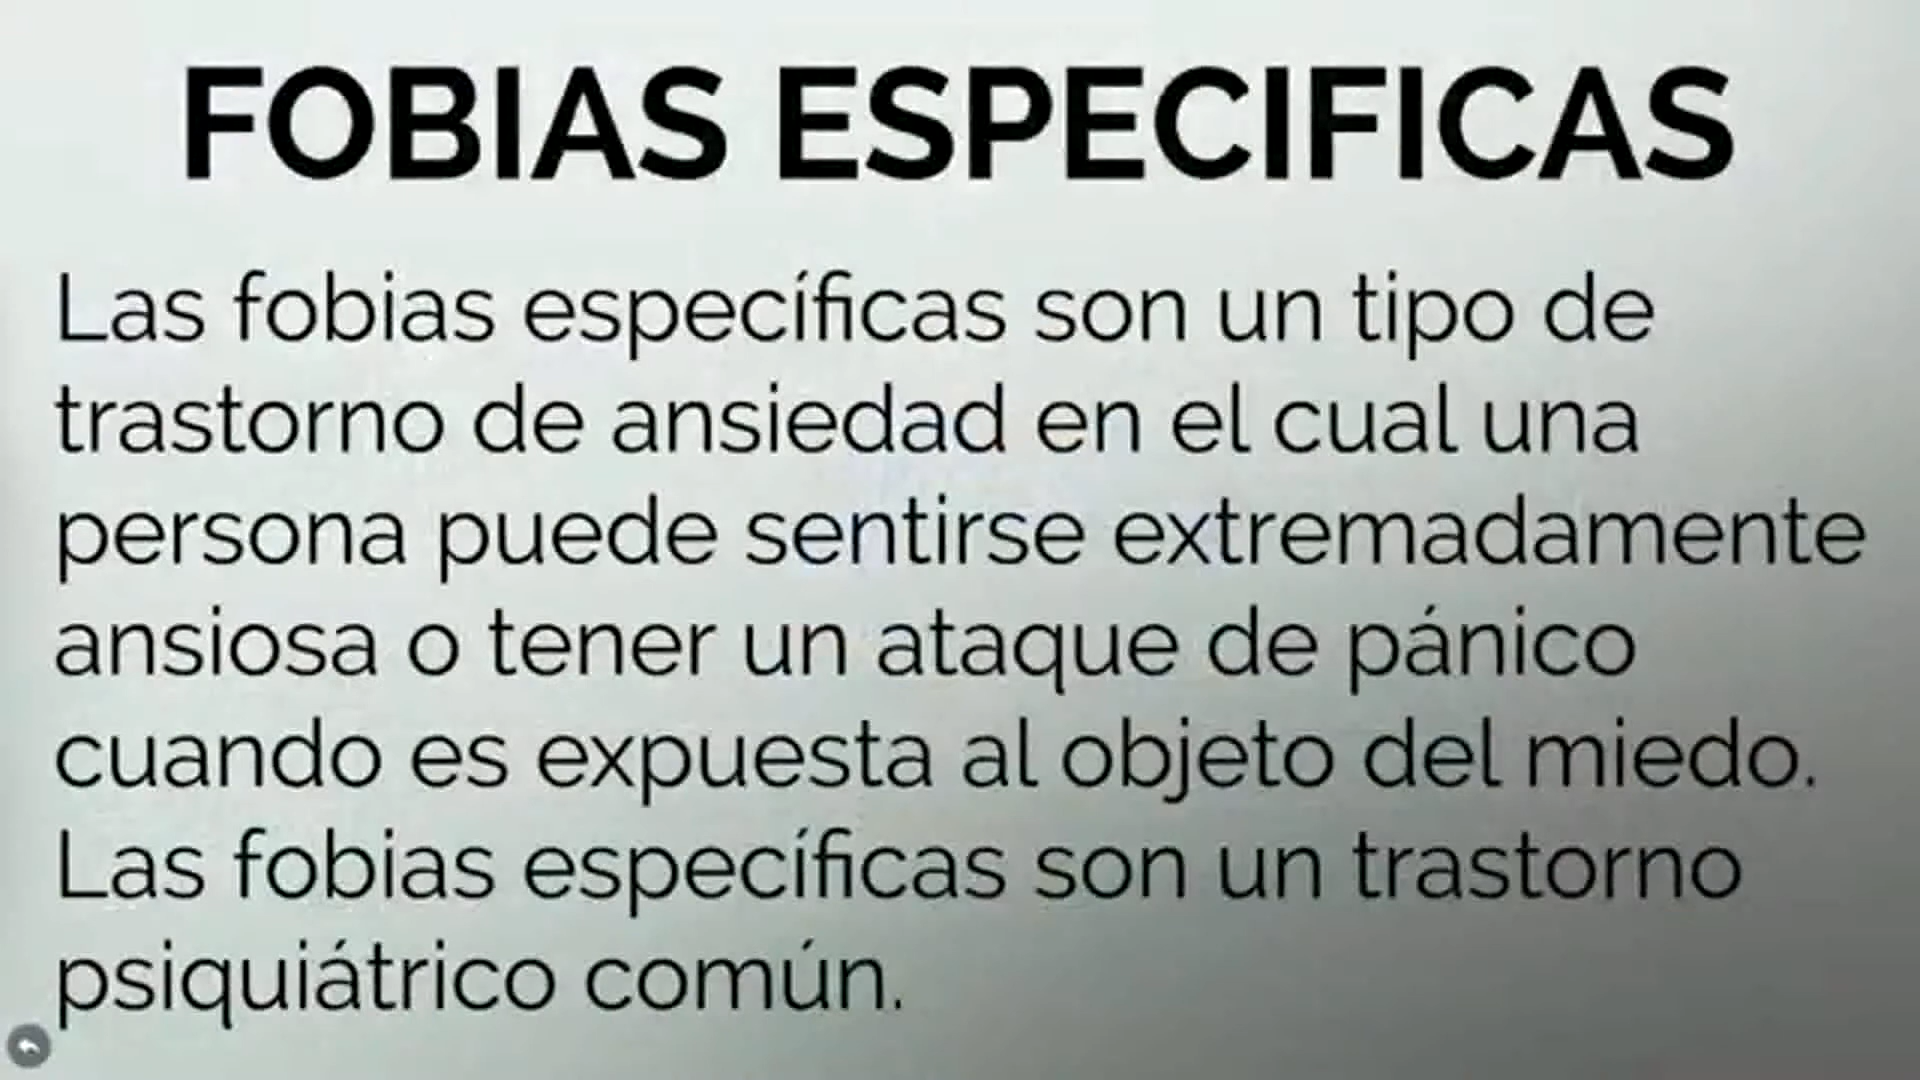 FOBIAS ESPECIFICAS
Las fobias específicas son un tipo de
trastorno de ansiedad en el cual una
persona puede sentirse extremadamente
ansiosa o tener un ataque de pánico
cuando es expuesta al objeto del miedo.
Las fobias específicas son un trastorno
psiquiátrico común.